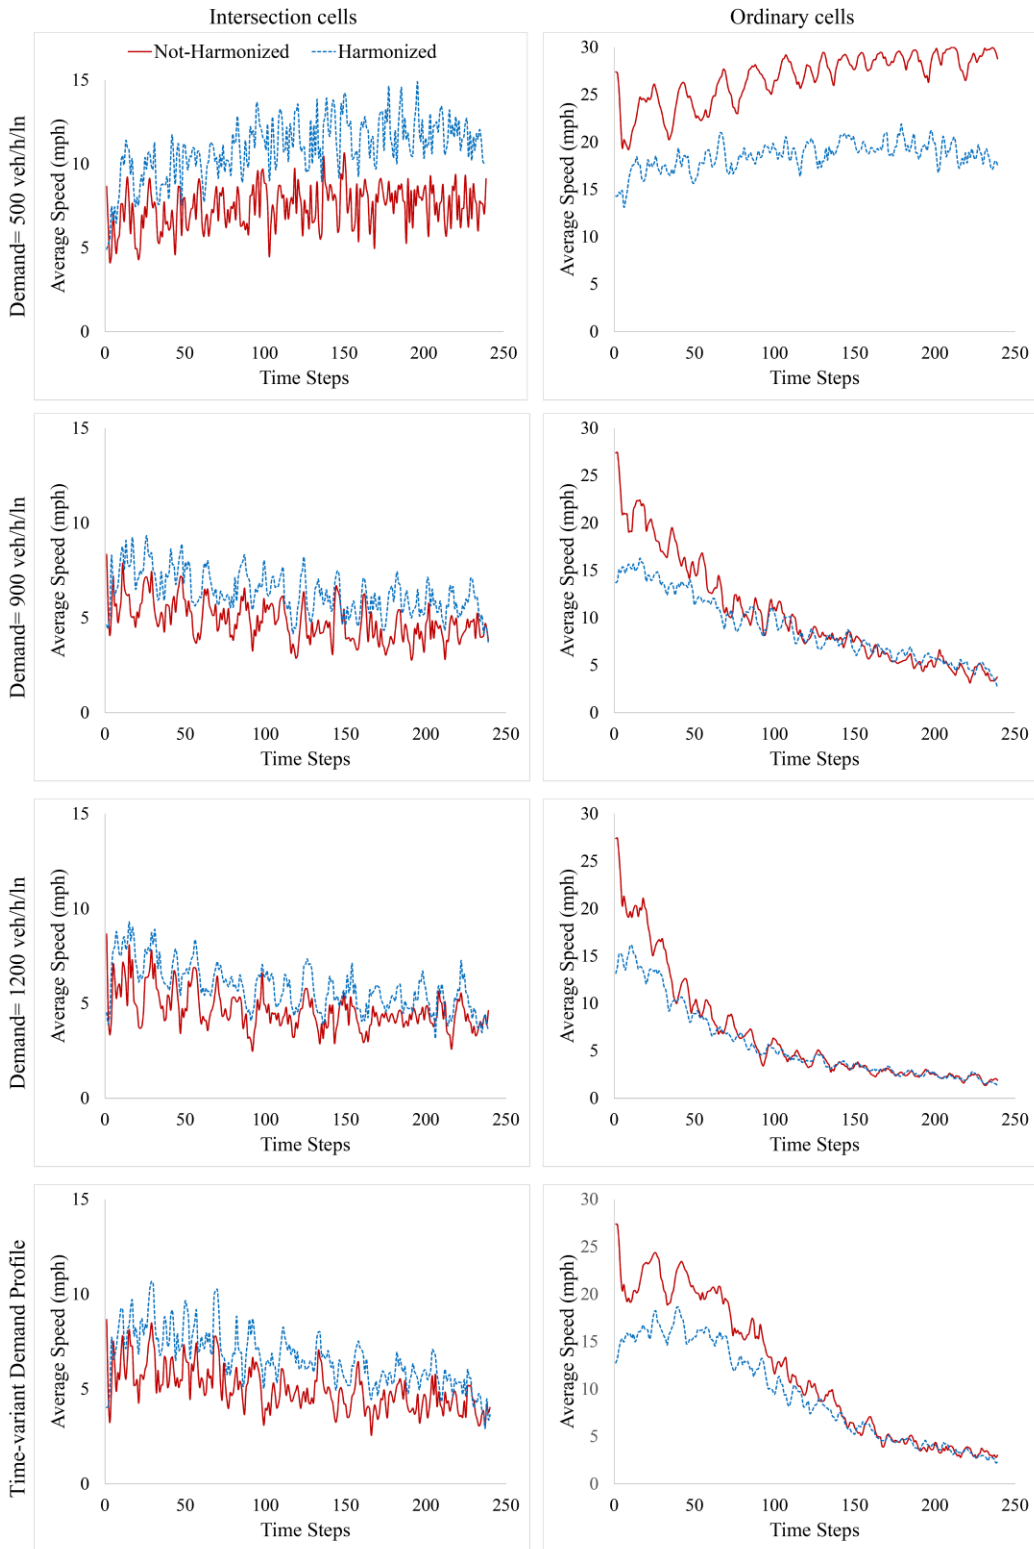 Intersection cells
Ordinary cells
Demand= 500 veh/h/ln
Not-Harmonized
Harmonized
Average Speed (mph)
15
10
5
0
0 50 100 150 200 250
Time Steps
Average Speed (mph)
30
25
20
15
10
5
0
0 50 100 150 200 250
Time Steps
Demand= 900 veh/h/ln
Average Speed (mph)
15
10
5
0
0 50 100 150 200 250
Time Steps
Average Speed (mph)
30
25
20
15
10
5
0
0 50 100 150 200 250
Time Steps
Demand= 1200 veh/h/ln
Average Speed (mph)
15
10
5
0
0 50 100 150 200 250
Time Steps
Average Speed (mph)
30
25
20
15
10
5
0
0 50 100 150 200 250
Time Steps
Time-variant Demand Profile
Average Speed (mph)
15
10
5
0
0 50 100 150 200 250
Time Steps
Average Speed (mph)
30
25
20
15
10
5
0
0 50 100 150 200 250
Time Steps